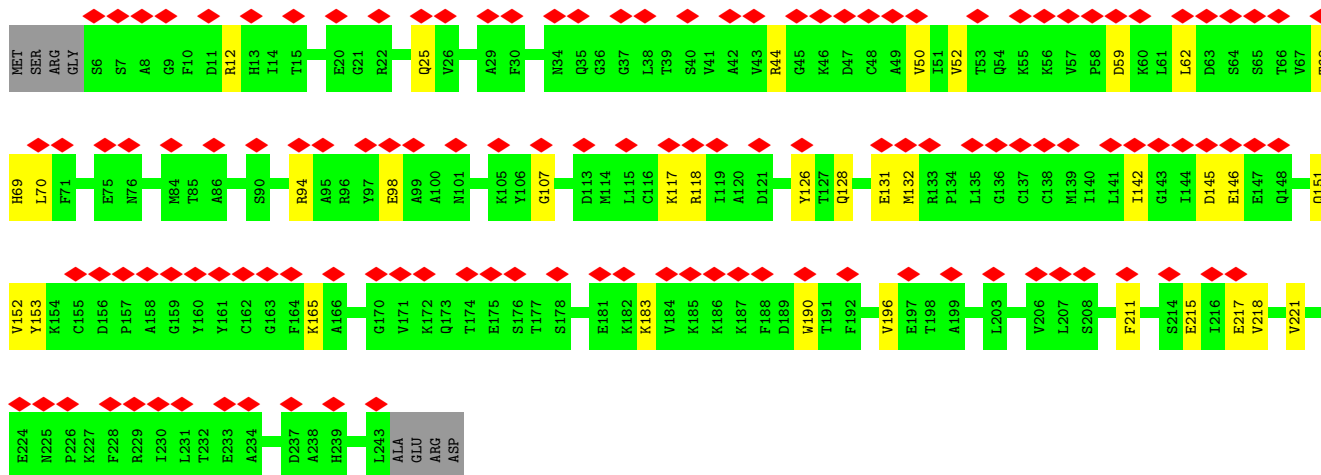 MET SER ARG GLY S6 S7 A8 G9 F10 D11 R12 H13 I14 T15 E20 G21 R22 Q25 V26 A29 F30 N34 Q35 G36 G37 L38 T39 S40 V41 A42 V43 R44 G45 K46 D47 C48 A49 V50 I51 V52 T53 Q54 K55 K56 V57 P58 D59 K60 L61 L62 D63 S64 S65 T66 V67
H69 L70 F71 E75 N76 M84 T85 A86 S90 R94 A95 R96 Y97 E98 A99 A100 N101 K105 Y106 G107 D113 M114 L115 C116 K117 R118 I119 A120 D121 Y126 T127 Q128 E131 M132 R133 P134 L135 G136 C137 C138 M139 I140 L141 I142 G143 I144 D145 E146 E147 Q148 Q151
V152 Y153 K154 C155 D156 P157 A158 G159 Y160 Y161 C162 G163 F164 K165 A166 G170 V171 K172 Q173 T174 E175 S176 T177 S178 E181 K182 K183 V184 K185 K186 K187 F188 D189 W190 T191 F192 V196 E197 T198 A199 L203 V206 L207 S208 F211 S214 E215 I216 E217 V218 V221
E224 N225 P226 K227 F228 R229 I230 L231 T232 E233 A234 D237 A238 H239 L243 ALA GLU ARG ASP